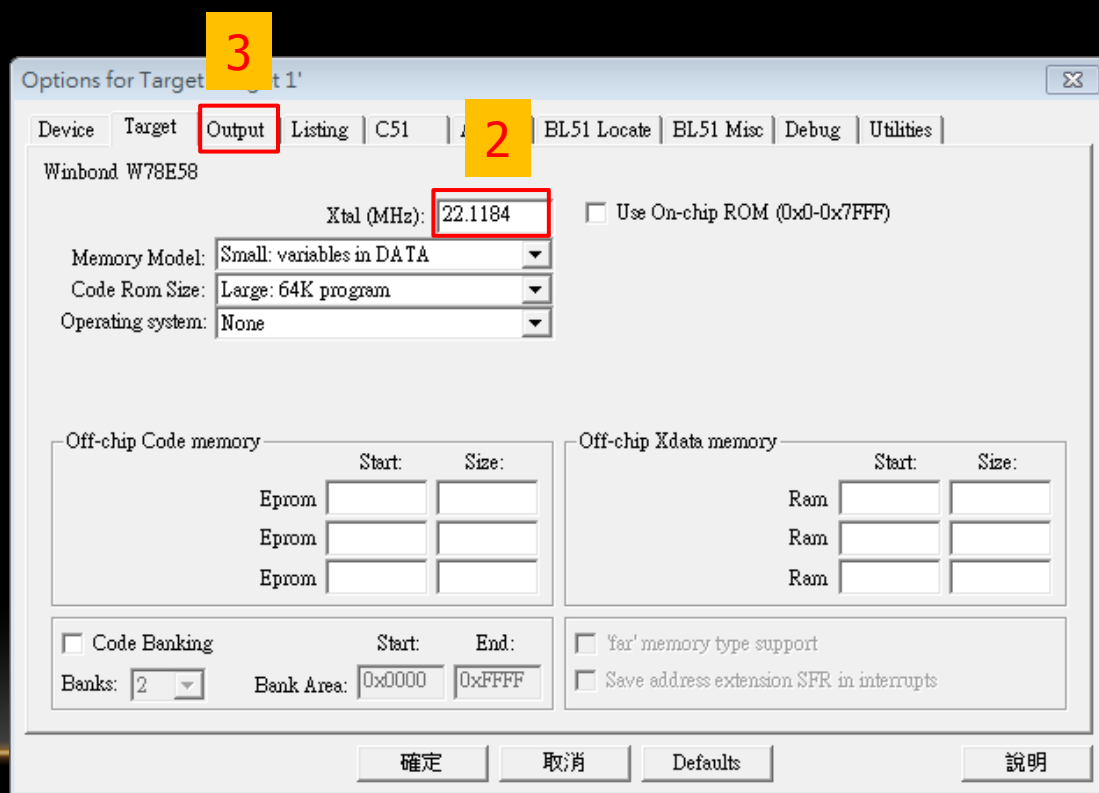 3
Options for Target 1'
Device Target Output Listing C51 2 BL51 Locate BL51 Misc Debug Utilities
Winbond W78E58
Xtal (MHz): 22.1184 Use On-chip ROM (0x0-0x7FFF)
Memory Model: Small: variables in DATA
Code Rom Size: Large: 64K program
Operating system: None
Off-chip Code memory
Start: Size:
Eprom
Eprom
Eprom
Off-chip Xdata memory
Start: Size:
Ram
Ram
Ram
Code Banking Start: End:
Banks: 2 Bank Area: 0x0000 0xFFFF
'far' memory type support
Save address extension SFR in interrupts
確定 取消 Defaults 說明